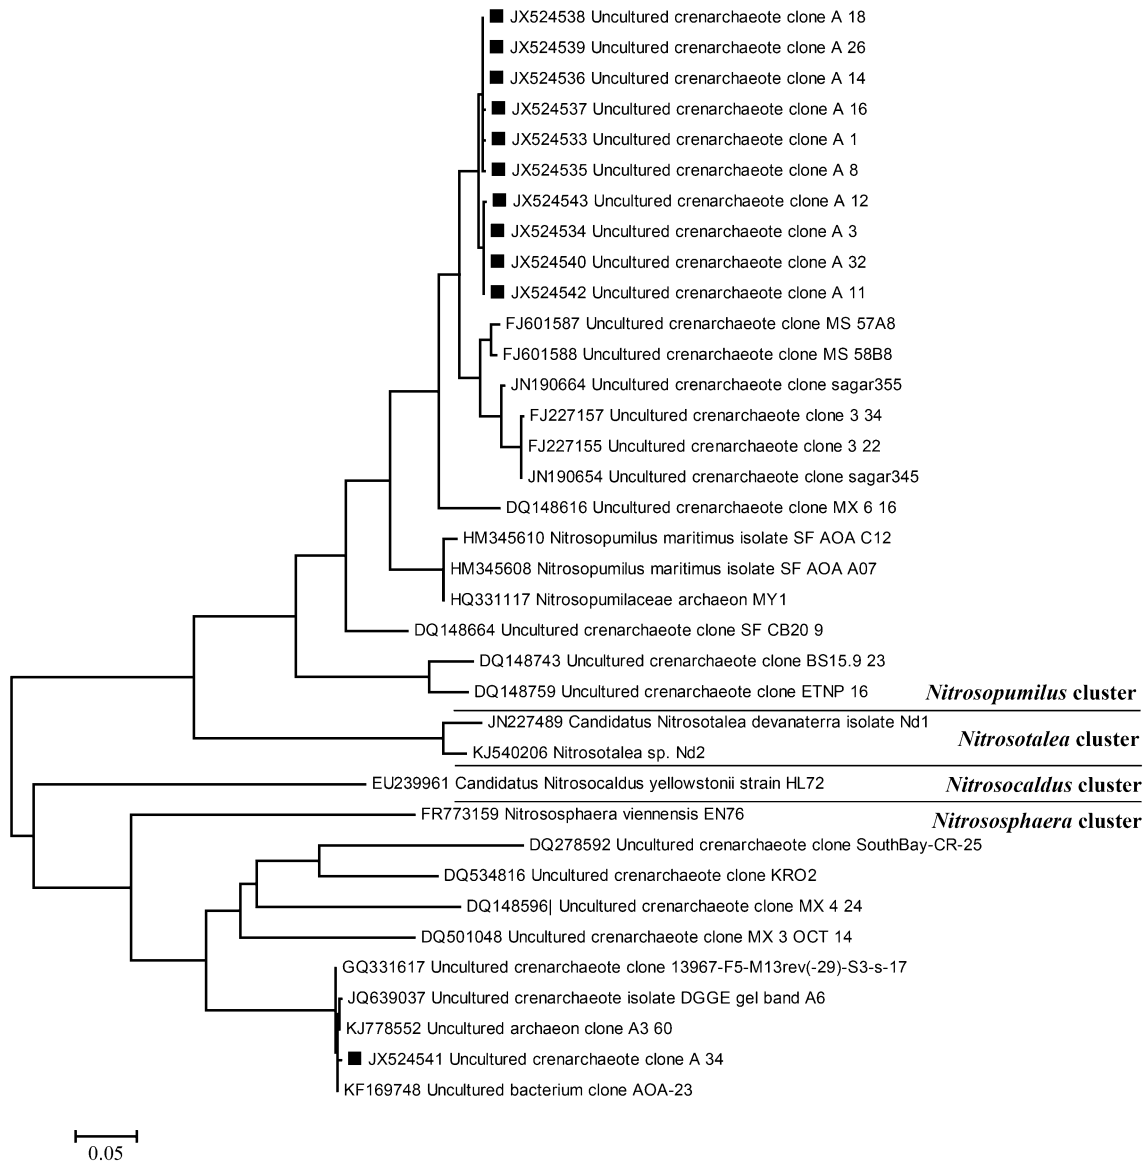 JX524538 Uncultured crenarchaeote clone A 18
JX524539 Uncultured crenarchaeote clone A 26
JX524536 Uncultured crenarchaeote clone A 14
JX524537 Uncultured crenarchaeote clone A 16
JX524533 Uncultured crenarchaeote clone A 1
JX524535 Uncultured crenarchaeote clone A 8
JX524543 Uncultured crenarchaeote clone A 12
JX524534 Uncultured crenarchaeote clone A 3
JX524540 Uncultured crenarchaeote clone A 32
JX524542 Uncultured crenarchaeote clone A 11
FJ601587 Uncultured crenarchaeote clone MS 57A8
FJ601588 Uncultured crenarchaeote clone MS 58B8
JN190664 Uncultured crenarchaeote clone sagar355
FJ227157 Uncultured crenarchaeote clone 3 34
FJ227155 Uncultured crenarchaeote clone 3 22
JN190654 Uncultured crenarchaeote clone sagar345
DQ148616 Uncultured crenarchaeote clone MX 6 16
HM345610 Nitrosopumilus maritimus isolate SF AOA C12
HM345608 Nitrosopumilus maritimus isolate SF AOA A07
HQ331117 Nitrosopumilaceae archaeon MY1
DQ148664 Uncultured crenarchaeote clone SF CB20 9
DQ148743 Uncultured crenarchaeote clone BS15.9 23
DQ148759 Uncultured crenarchaeote clone ETNP 16
Nitrosopumilus cluster
JN227489 Candidatus Nitrosotalea devanaterra isolate Nd1
Nitrosotalea cluster
KJ540206 Nitrosotalea sp. Nd2
EU239961 Candidatus Nitrosocaldus yellowstonii strain HL72
Nitrosocaldus cluster
FR773159 Nitrososphaera viennensis EN76
Nitrososphaera cluster
DQ278592 Uncultured crenarchaeote clone SouthBay-CR-25
DQ534816 Uncultured crenarchaeote clone KRO2
DQ148596| Uncultured crenarchaeote clone MX 4 24
DQ501048 Uncultured crenarchaeote clone MX 3 OCT 14
GQ331617 Uncultured crenarchaeote clone 13967-F5-M13rev(-29)-S3-s-17
JQ639037 Uncultured crenarchaeote isolate DGGE gel band A6
KJ778552 Uncultured archaeon clone A3 60
JX524541 Uncultured crenarchaeote clone A 34
KF169748 Uncultured bacterium clone AOA-23
0.05